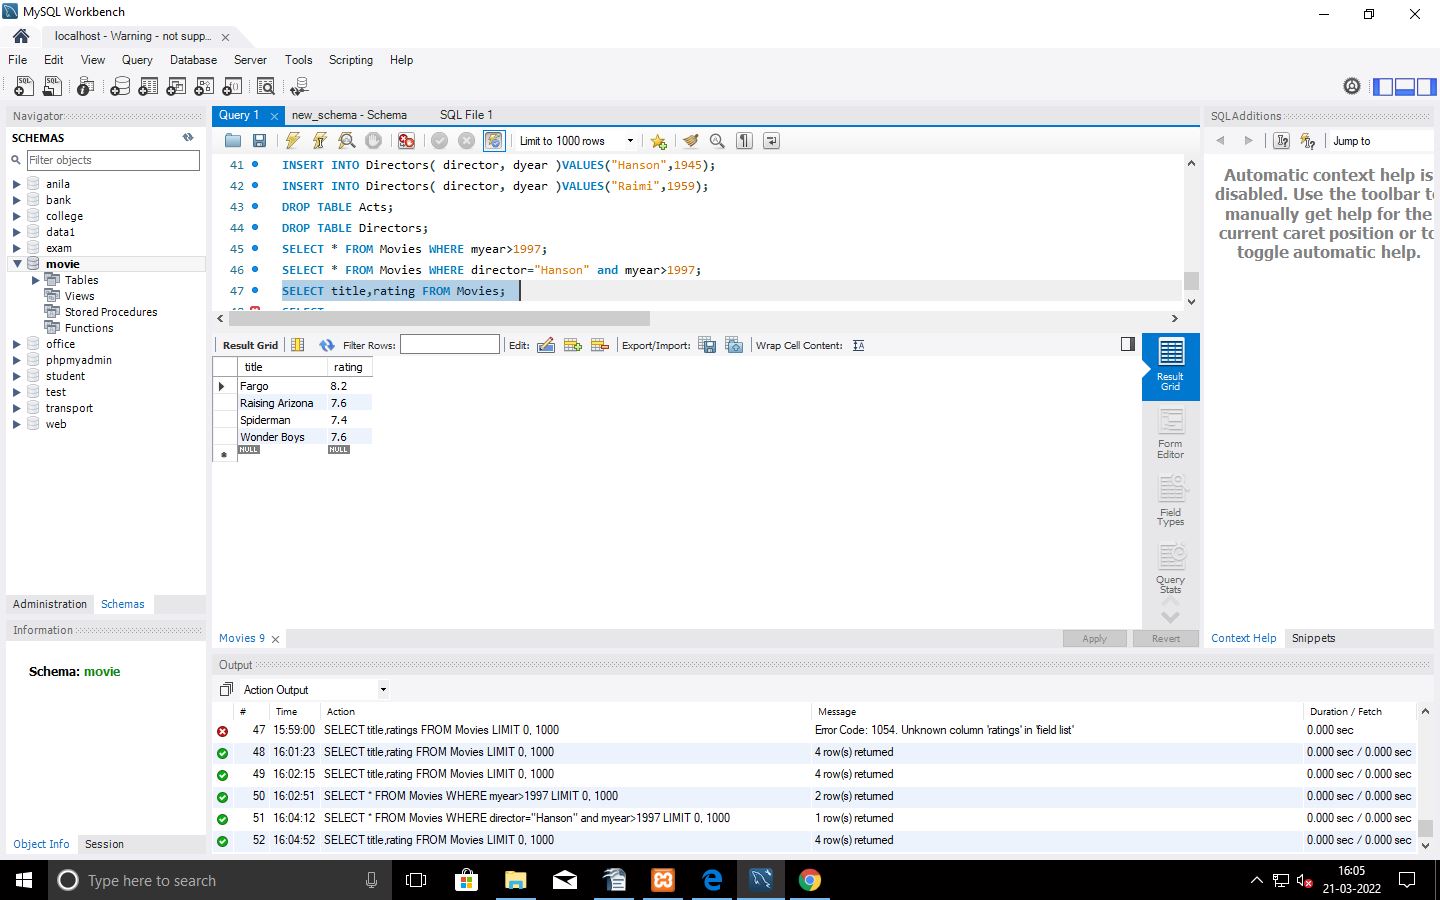 MySQL Workbench
localhost - Warning - not supp...
File Edit View Query Database Server Tools Scripting Help
Navigator
SCHEMAS
Filter objects
anila
bank
college
data1
exam
movie
Tables
Views
Stored Procedures
Functions
office
phpmyadmin
student
test
transport
web
Administration Schemas
Information
Schema: movie
Object Info Session
Query 1 new_schema - Schema SQL File 1
Limit to 1000 rows
41 INSERT INTO Directors( director, dyear )VALUES("Hanson",1945);
42 INSERT INTO Directors( director, dyear )VALUES("Raimi",1959);
43 DROP TABLE Acts;
44 DROP TABLE Directors;
45 SELECT * FROM Movies WHERE myear>1997;
46 SELECT * FROM Movies WHERE director="Hanson" and myear>1997;
47 SELECT title,rating FROM Movies;
48 SELECT
Result Grid Filter Rows: Edit: Export/Import: Wrap Cell Content:
title rating
Fargo 8.2
Raising Arizona 7.6
Spiderman 7.4
Wonder Boys 7.6
NULL NULL
Result
Grid
Form
Editor
Field
Types
Query
Stats
Movies 9 Apply Revert
SQLAdditions
Jump to
Automatic context help is
disabled. Use the toolbar to
manually get help for the
current caret position or to
toggle automatic help.
Context Help Snippets
Output
Action Output
# Time Action Message Duration / Fetch
47 15:59:00 SELECT title,ratings FROM Movies LIMIT 0, 1000 Error Code: 1054. Unknown column 'ratings' in 'field list' 0.000 sec
48 16:01:23 SELECT title,rating FROM Movies LIMIT 0, 1000 4 row(s) returned 0.000 sec / 0.000 sec
49 16:02:15 SELECT title,rating FROM Movies LIMIT 0, 1000 4 row(s) returned 0.000 sec / 0.000 sec
50 16:02:51 SELECT * FROM Movies WHERE myear>1997 LIMIT 0, 1000 2 row(s) returned 0.000 sec / 0.000 sec
51 16:04:12 SELECT * FROM Movies WHERE director="Hanson" and myear>1997 LIMIT 0, 1000 1 row(s) returned 0.000 sec / 0.000 sec
52 16:04:52 SELECT title,rating FROM Movies LIMIT 0, 1000 4 row(s) returned 0.000 sec / 0.000 sec
Type here to search
16:05
21-03-2022